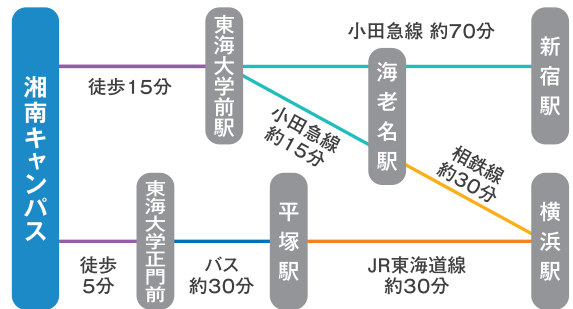 湘南キャンパス
徒歩15分
東海大学前駅
小田急線 約70分
新宿駅
小田急線
約15分
海老名駅
相鉄線
約30分
横浜駅
徒歩
5分
東海大学正門前
バス
約30分
平塚駅
JR東海道線
約30分